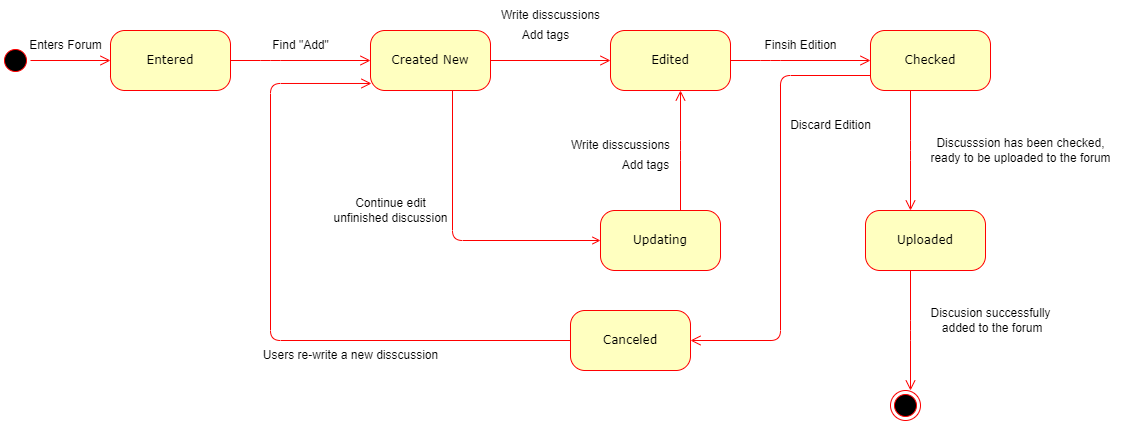 Write disscussions
Add tags
Enters Forum
Find "Add"
Finsih Edition
Entered
Created New
Edited
Checked
Discard Edition
Write disscussions
Add tags
Discusssion has been checked,
ready to be uploaded to the forum
Continue edit
unfinished discussion
Updating
Uploaded
Discusion successfully
added to the forum
Canceled
Users re-write a new disscussion